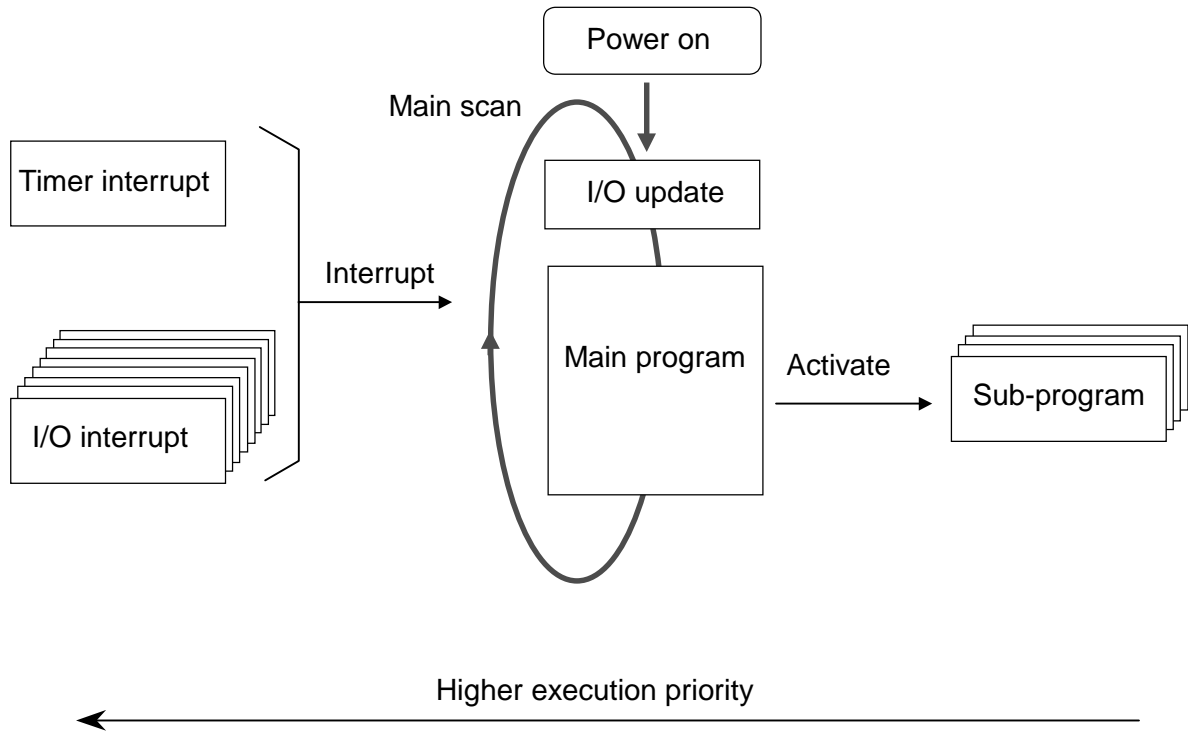 Power on
Main scan
Timer interrupt
I/O update
Interrupt
Main program
Activate
Sub-program
I/O interrupt
Higher execution priority